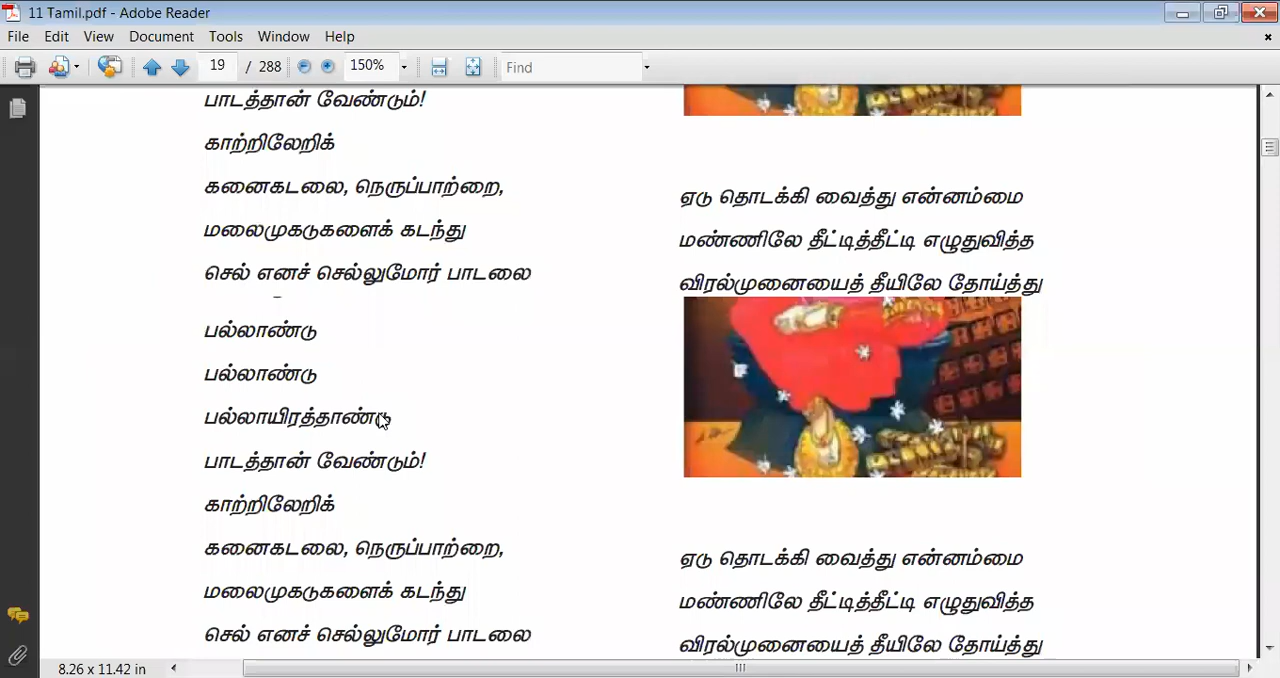 11 Tamil.pdf - Adobe Reader
File Edit View Document Tools Window Help
19 / 288 150% Find
பாடத்தான் வேண்டும்!
காற்றிலேறிக்
கனைகடலை, நெருப்பாற்றை,
மலைமுகடுகளைக் கடந்து
செல் எனச் செல்லுமோர் பாடலை
பல்லாண்டு
பல்லாண்டு
பல்லாயிரத்தாண்டு
பாடத்தான் வேண்டும்!
காற்றிலேறிக்
கனைகடலை, நெருப்பாற்றை,
மலைமுகடுகளைக் கடந்து
செல் எனச் செல்லுமோர் பாடலை
ஏடு தொடக்கி வைத்து என்னம்மை
மண்ணிலே தீட்டித்தீட்டி எழுதுவித்த
விரல்முனையைத் தீயிலே தோய்த்து
ஏடு தொடக்கி வைத்து என்னம்மை
மண்ணிலே தீட்டித்தீட்டி எழுதுவித்த
விரல்முனையைத் தீயிலே தோய்த்து
8.26 x 11.42 in